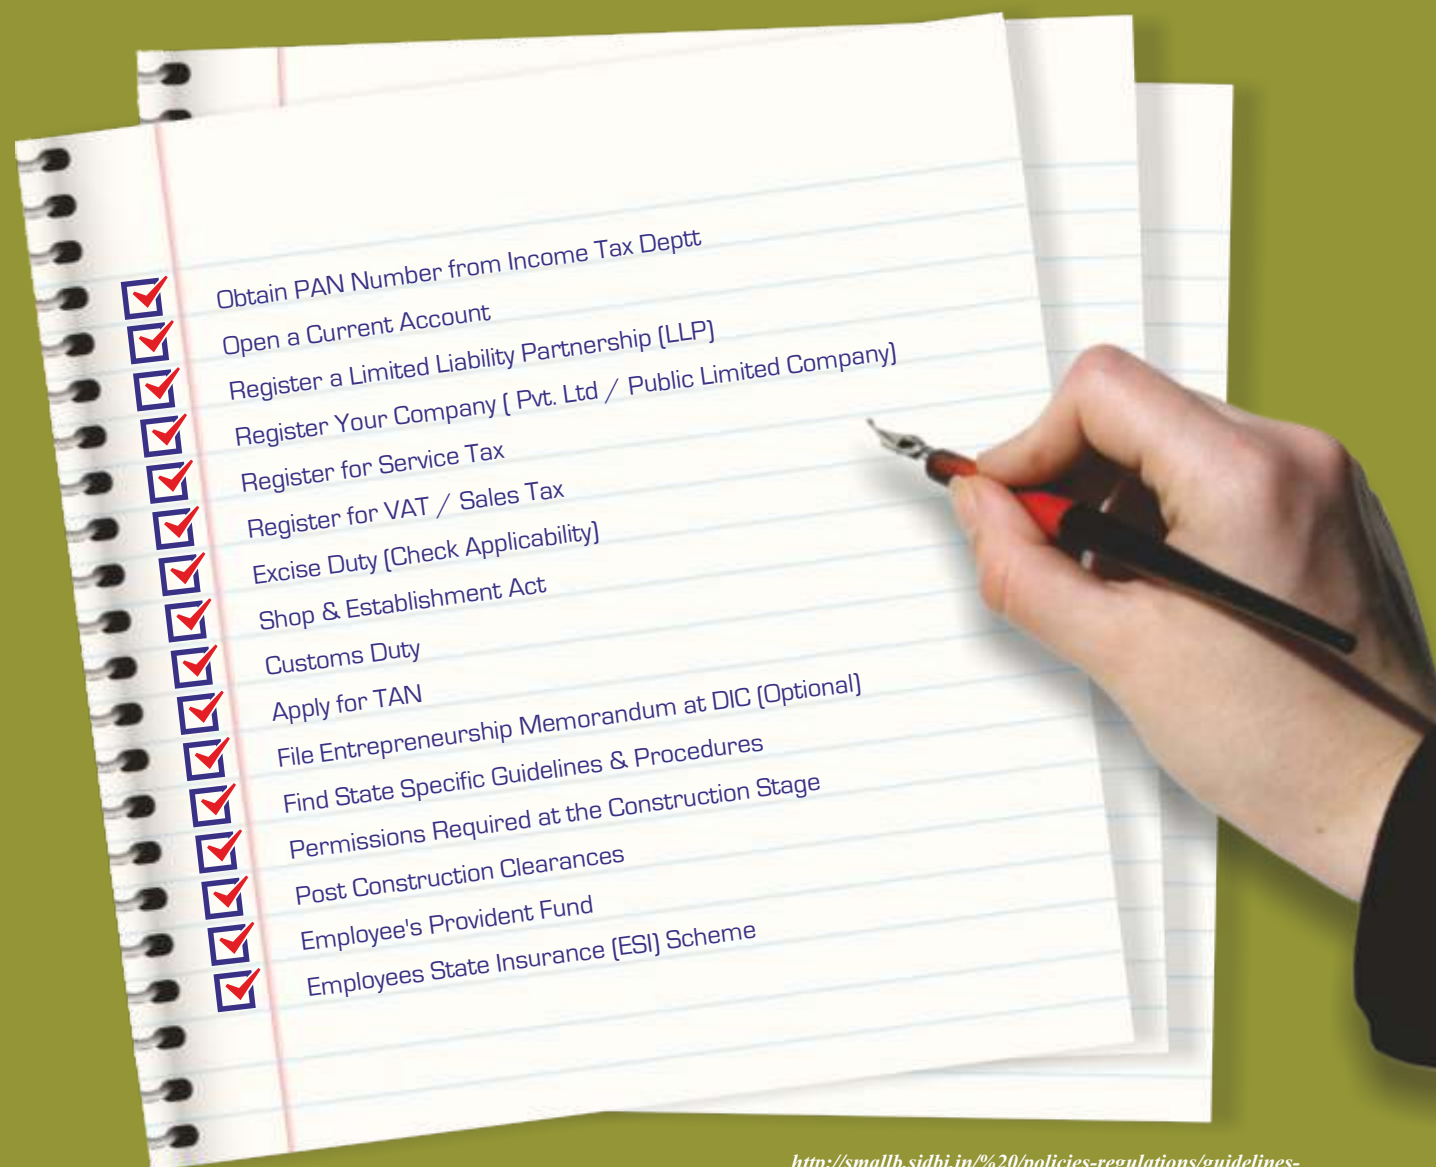 Obtain PAN Number from Income Tax Deptt
Open a Current Account
Register a Limited Liability Partnership (LLP)
Register Your Company ( Pvt. Ltd / Public Limited Company)
Register for Service Tax
Register for VAT / Sales Tax
Excise Duty (Check Applicability)
Shop & Establishment Act
Customs Duty
Apply for TAN
File Entrepreneurship Memorandum at DIC (Optional)
Find State Specific Guidelines & Procedures
Permissions Required at the Construction Stage
Post Construction Clearances
Employee's Provident Fund
Employees State Insurance (ESI) Scheme
http://smallb.sidbi.in/%20/policies-regulations/guidelines-